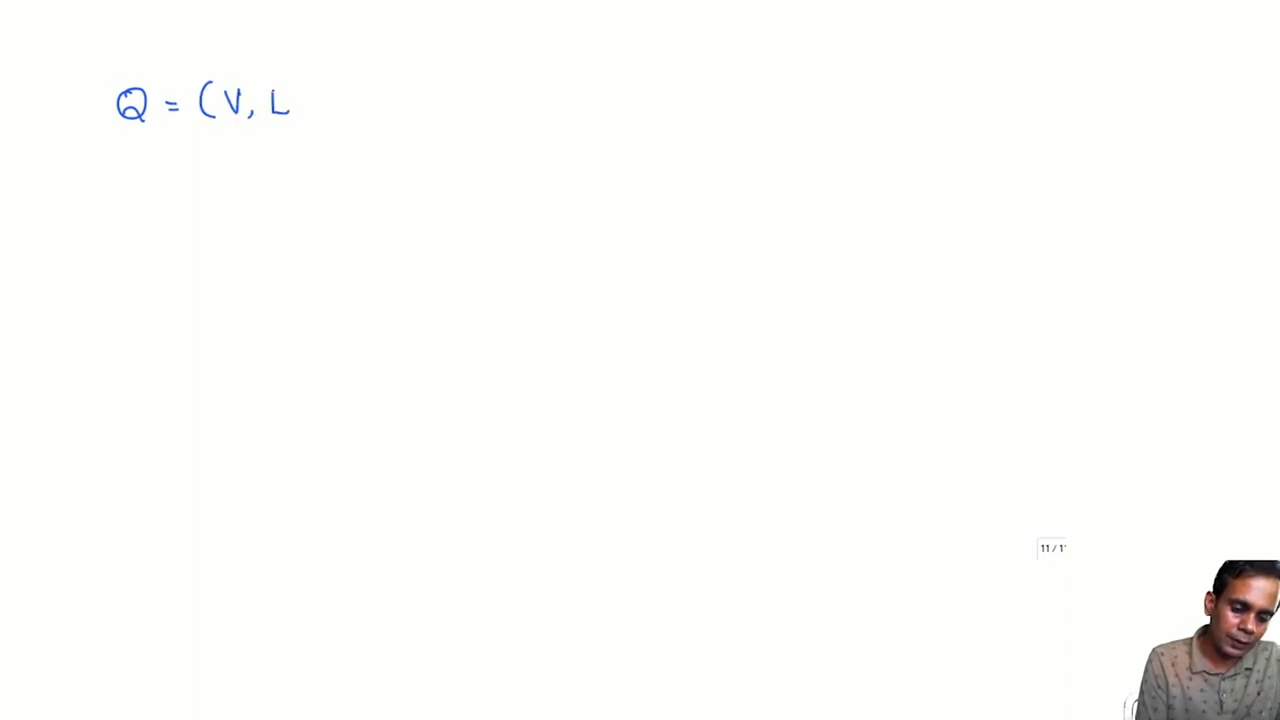 Q = (V, L
11 / 1